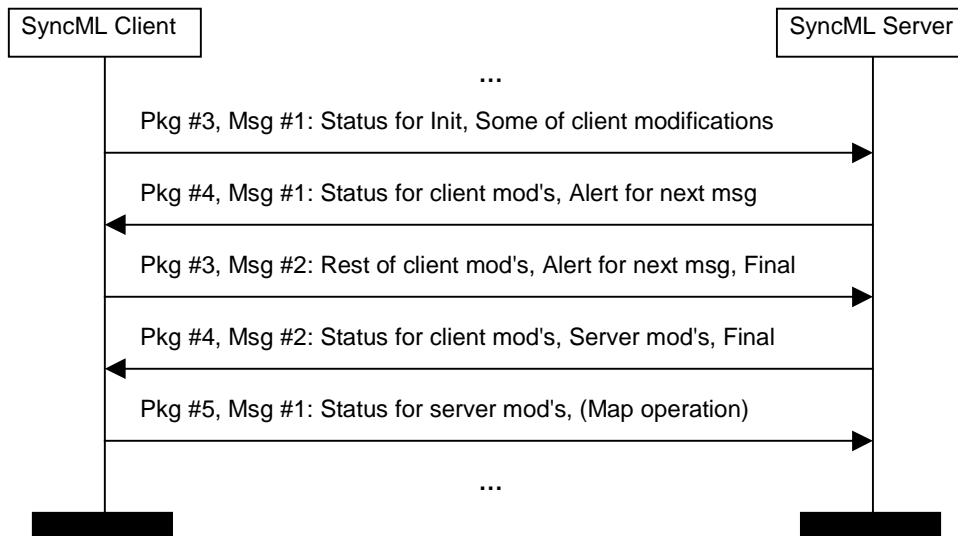 SyncML Client
SyncML Server
...
Pkg #3, Msg #1: Status for Init, Some of client modifications
Pkg #4, Msg #1: Status for client mod's, Alert for next msg
Pkg #3, Msg #2: Rest of client mod's, Alert for next msg, Final
Pkg #4, Msg #2: Status for client mod's, Server mod's, Final
Pkg #5, Msg #1: Status for server mod's, (Map operation)
...